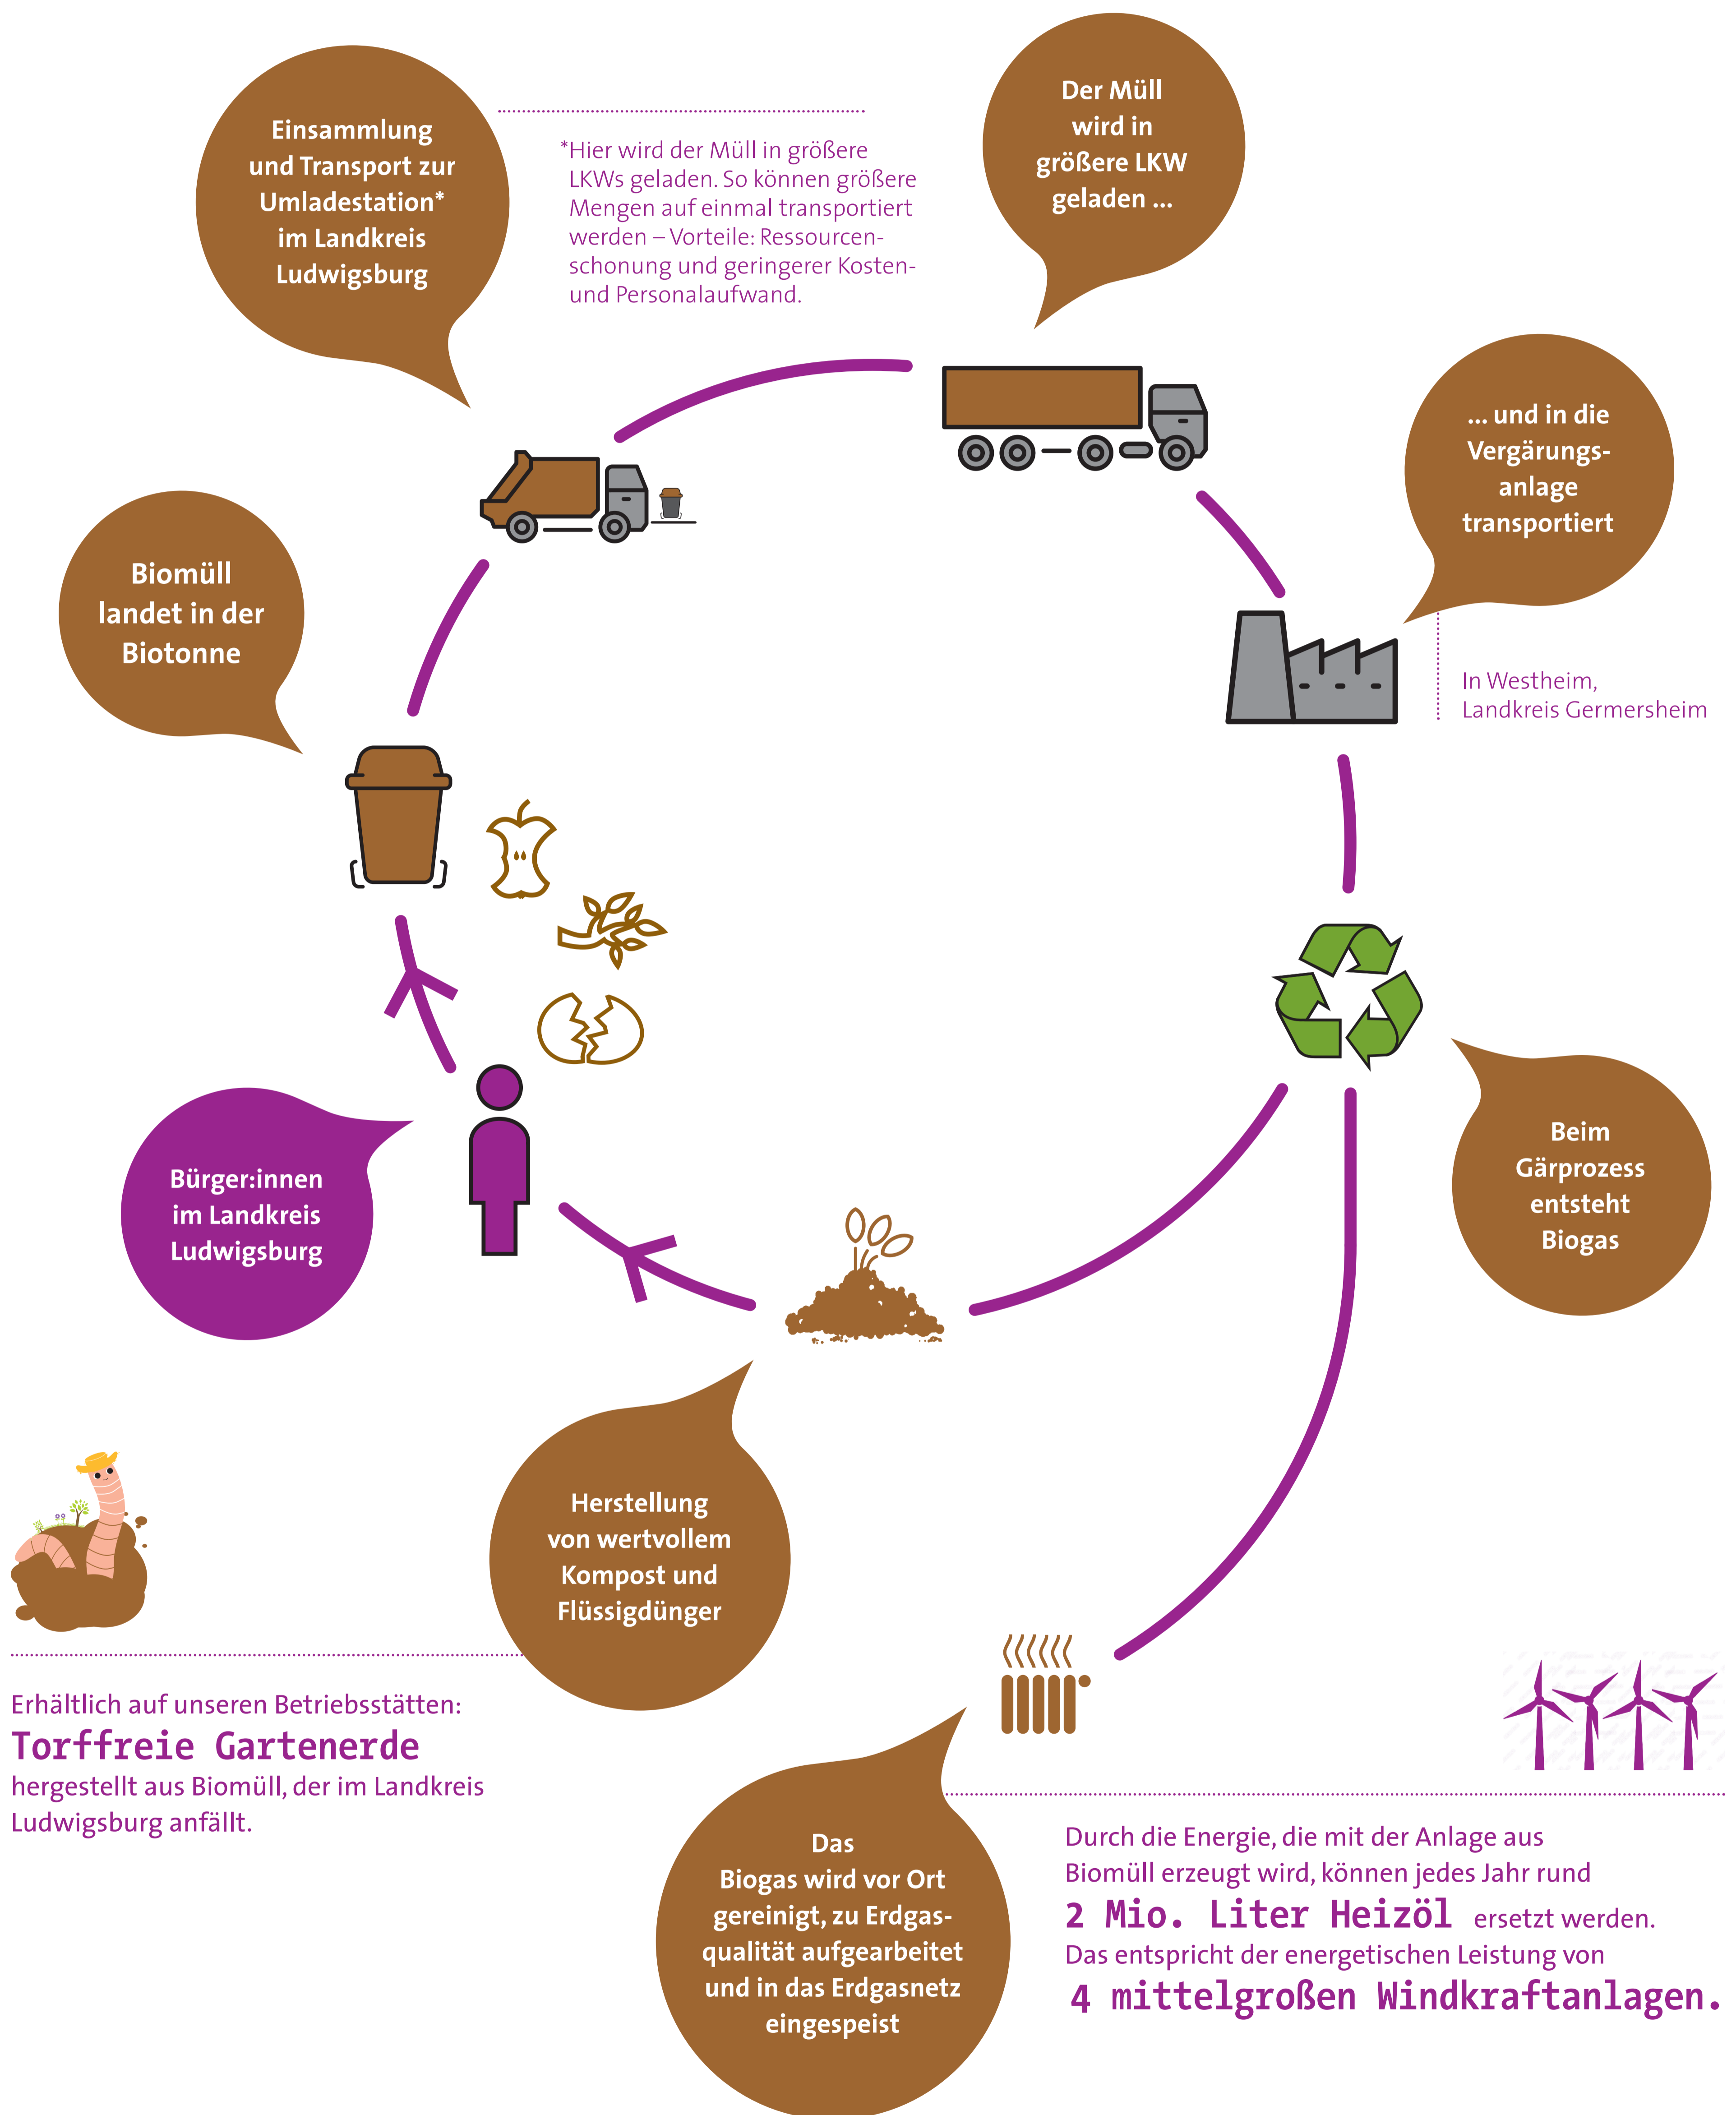 Einsammlung
und Transport zur
Umladestation*
im Landkreis
Ludwigsburg
*Hier wird der Müll in größere
LKWs geladen. So können größere
Mengen auf einmal transportiert
werden – Vorteile: Ressourcen-
schonung und geringerer Kosten-
und Personalaufwand.
Der Müll
wird in
größere LKW
geladen ...
... und in die
Vergärungs-
anlage
transportiert
In Westheim,
Landkreis Germersheim
Biomüll
landet in der
Biotonne
Bürger:innen
im Landkreis
Ludwigsburg
Beim
Gärprozess
entsteht
Biogas
Herstellung
von wertvollem
Kompost und
Flüssigdünger
Erhältlich auf unseren Betriebsstätten:
Torffreie Gartenerde
hergestellt aus Biomüll, der im Landkreis
Ludwigsburg anfällt.
Das
Biogas wird vor Ort
gereinigt, zu Erdgas-
qualität aufgearbeitet
und in das Erdgasnetz
eingespeist
Durch die Energie, die mit der Anlage aus
Biomüll erzeugt wird, können jedes Jahr rund
2 Mio. Liter Heizöl ersetzt werden.
Das entspricht der energetischen Leistung von
4 mittelgroßen Windkraftanlagen.